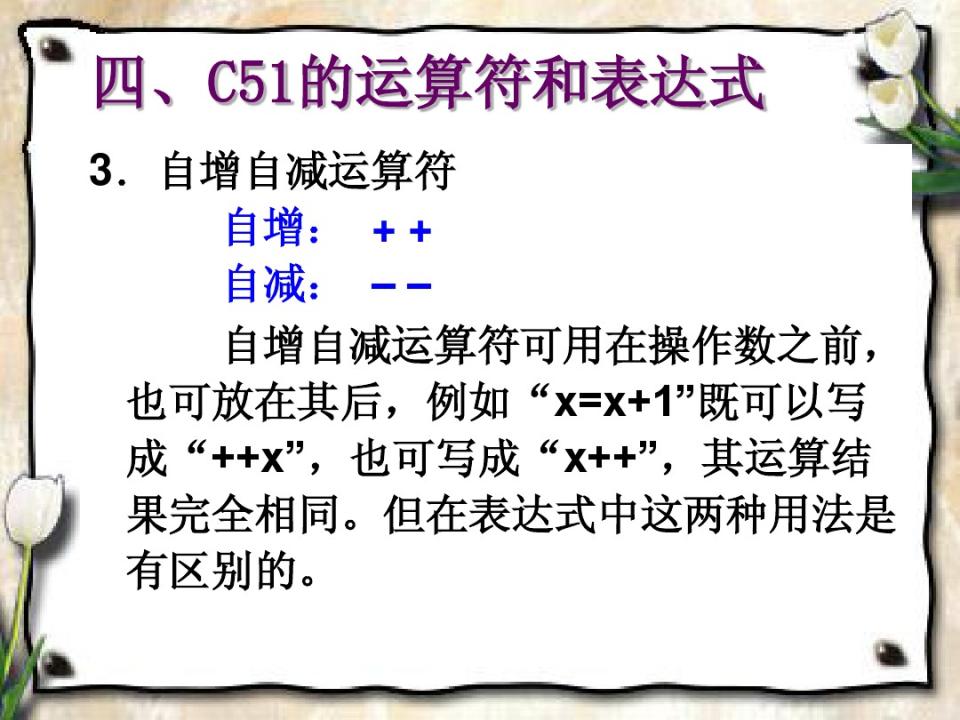 四、C51的运算符和表达式
3. 自增自减运算符
自增： + +
自减： – –
自增自减运算符可用在操作数之前，
也可放在其后，例如“x=x+1”既可以写
成“++x”，也可写成“x++”，其运算结
果完全相同。但在表达式中这两种用法是
有区别的。